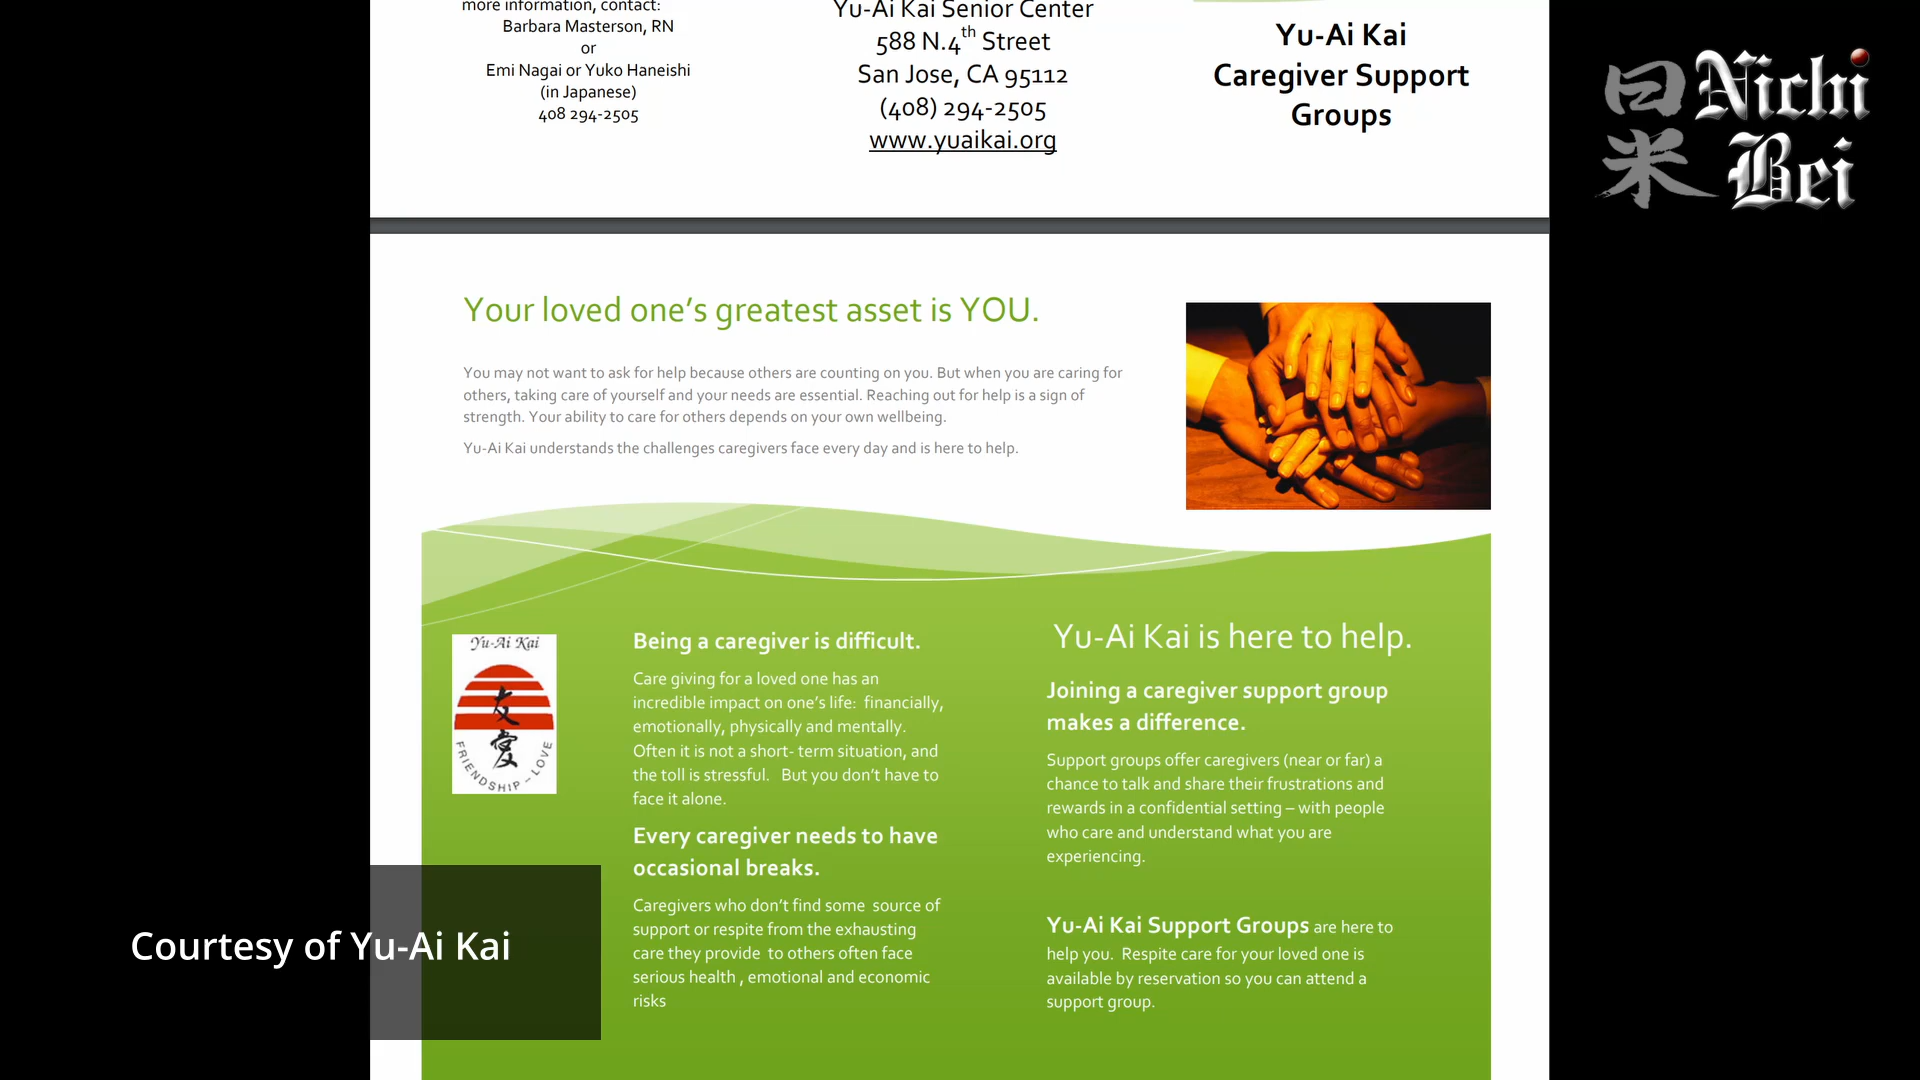 more information, contact:
Barbara Masterson, RN
or
Emi Nagai or Yuko Haneishi
(in Japanese)
408 294-2505
Yu-Ai Kai Senior Center
588 N.4th Street
San Jose, CA 95112
(408) 294-2505
www.yuaikai.org
Yu-Ai Kai
Caregiver Support
Groups
日米
Nichi
Bei
Your loved one's greatest asset is YOU.
You may not want to ask for help because others are counting on you. But when you are caring for
others, taking care of yourself and your needs are essential. Reaching out for help is a sign of
strength. Your ability to care for others depends on your own wellbeing.
Yu-Ai Kai understands the challenges caregivers face every day and is here to help.
Yu-Ai Kai
友
愛
FRIENDSHIP – LOVE
Being a caregiver is difficult.
Care giving for a loved one has an
incredible impact on one's life:  financially,
emotionally, physically and mentally.
Often it is not a short- term situation, and
the toll is stressful.   But you don't have to
face it alone.
Every caregiver needs to have
occasional breaks.
Caregivers who don't find some  source of
support or respite from the exhausting
care they provide  to others often face
serious health , emotional and economic
risks
Yu-Ai Kai is here to help.
Joining a caregiver support group
makes a difference.
Support groups offer caregivers (near or far) a
chance to talk and share their frustrations and
rewards in a confidential setting – with people
who care and understand what you are
experiencing.
Yu-Ai Kai Support Groups are here to
help you.  Respite care for your loved one is
available by reservation so you can attend a
support group.
Courtesy of Yu-Ai Kai